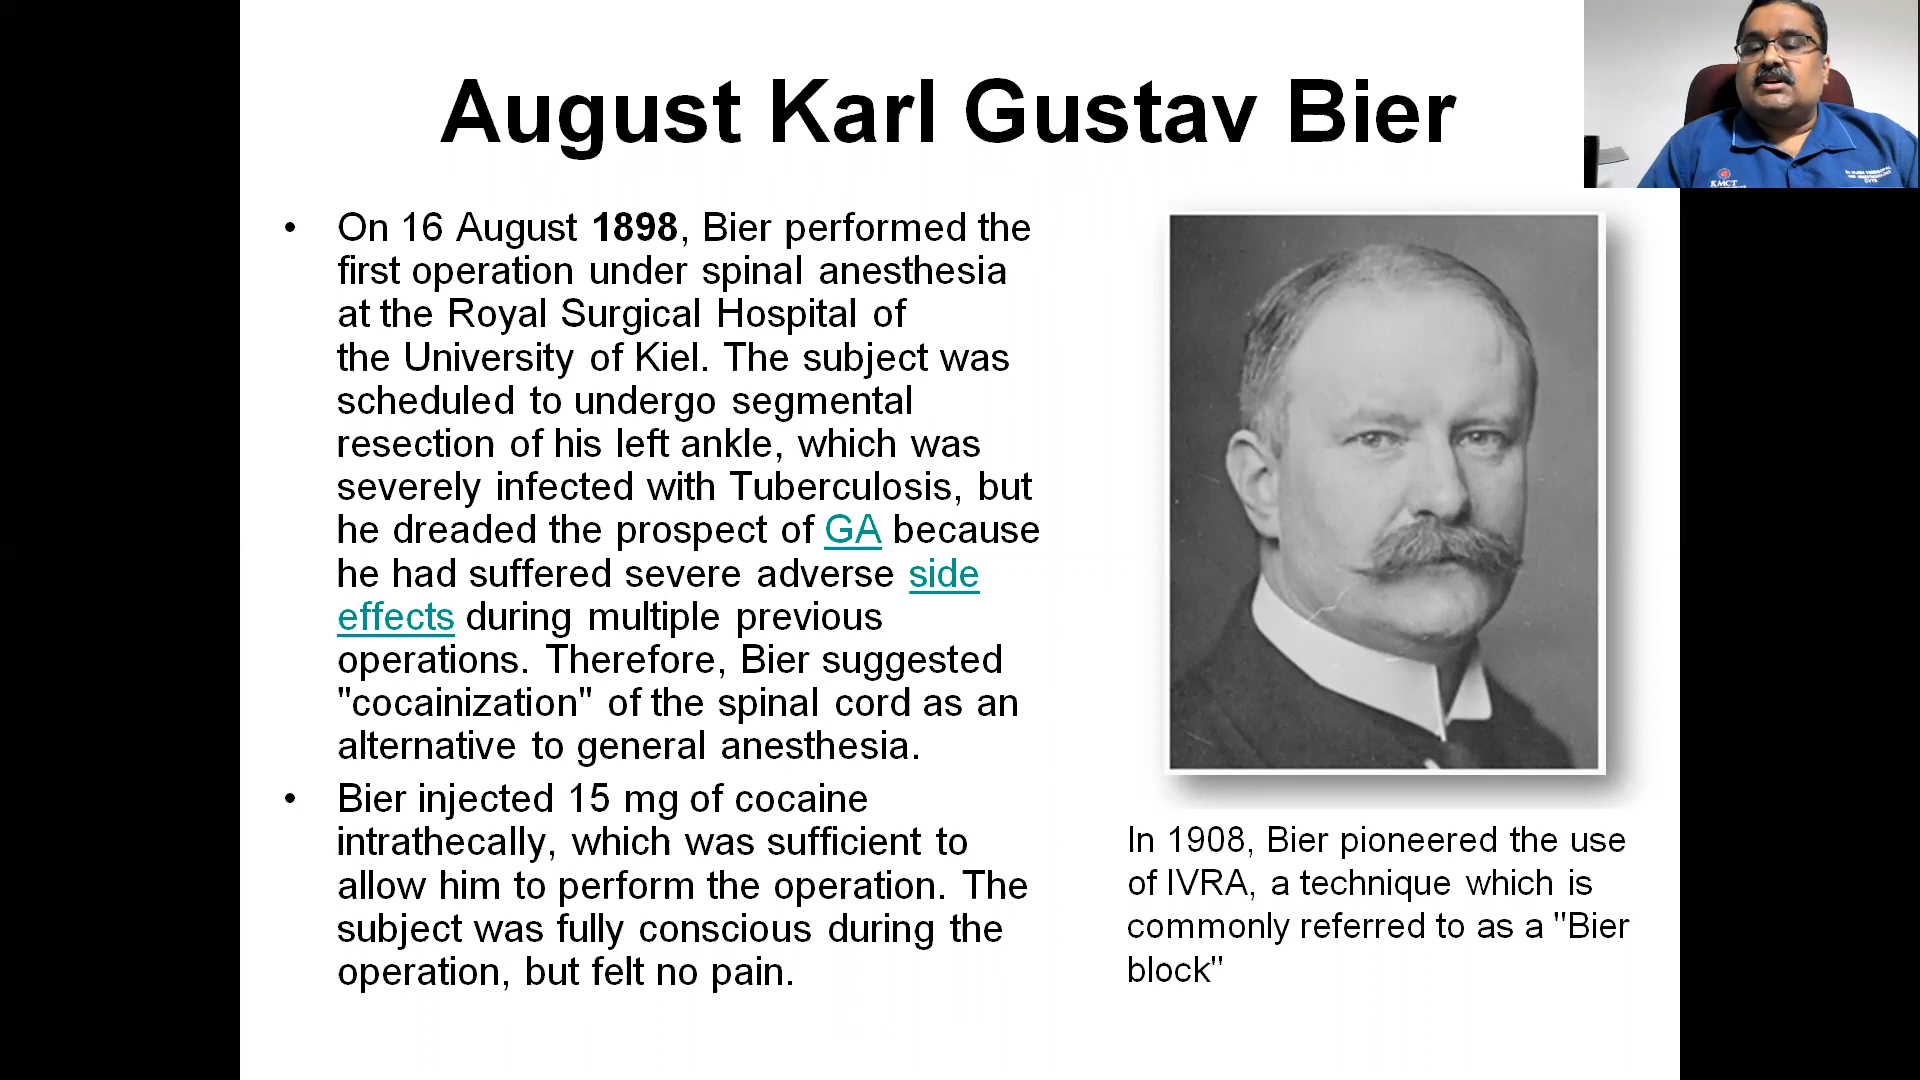 August Karl Gustav Bier
• On 16 August 1898, Bier performed the
first operation under spinal anesthesia
at the Royal Surgical Hospital of
the University of Kiel. The subject was
scheduled to undergo segmental
resection of his left ankle, which was
severely infected with Tuberculosis, but
he dreaded the prospect of GA because
he had suffered severe adverse side
effects during multiple previous
operations. Therefore, Bier suggested
"cocainization" of the spinal cord as an
alternative to general anesthesia.
• Bier injected 15 mg of cocaine
intrathecally, which was sufficient to
allow him to perform the operation. The
subject was fully conscious during the
operation, but felt no pain.
In 1908, Bier pioneered the use
of IVRA, a technique which is
commonly referred to as a "Bier
block"
KMCT